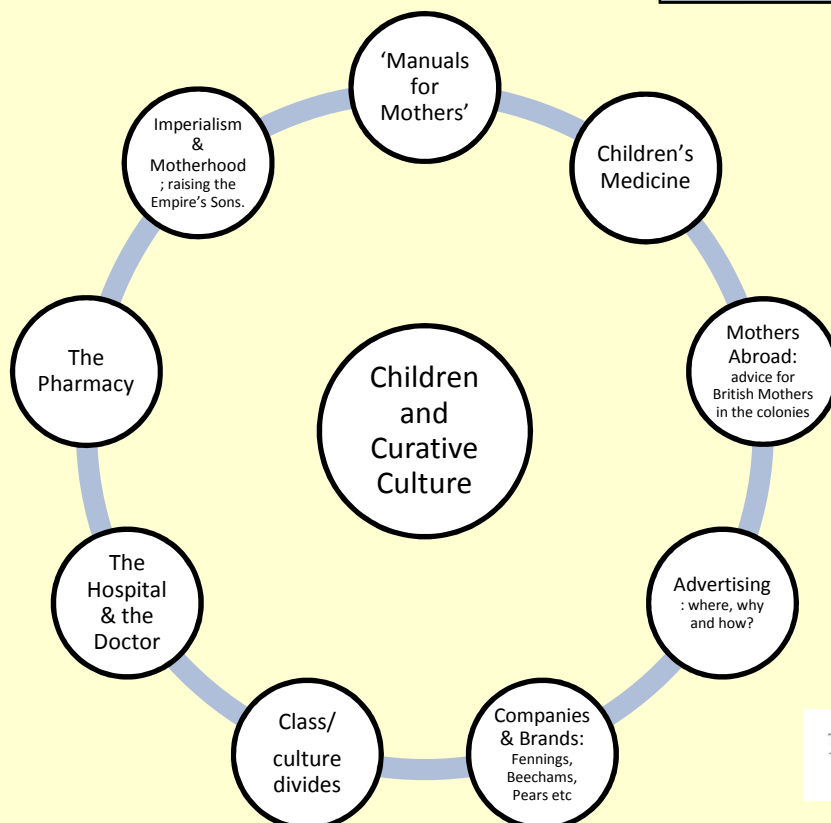 ‘Manuals
for
Mothers’
Children’s
Medicine
Mothers
Abroad:
advice for
British Mothers
in the colonies
Advertising
: where, why
and how?
Companies
& Brands:
Fennings,
Beechams,
Pears etc
Class/
culture
divides
The
Hospital
& the
Doctor
The
Pharmacy
Imperialism
&
Motherhood
; raising the
Empire’s Sons.
Children
and
Curative
Culture